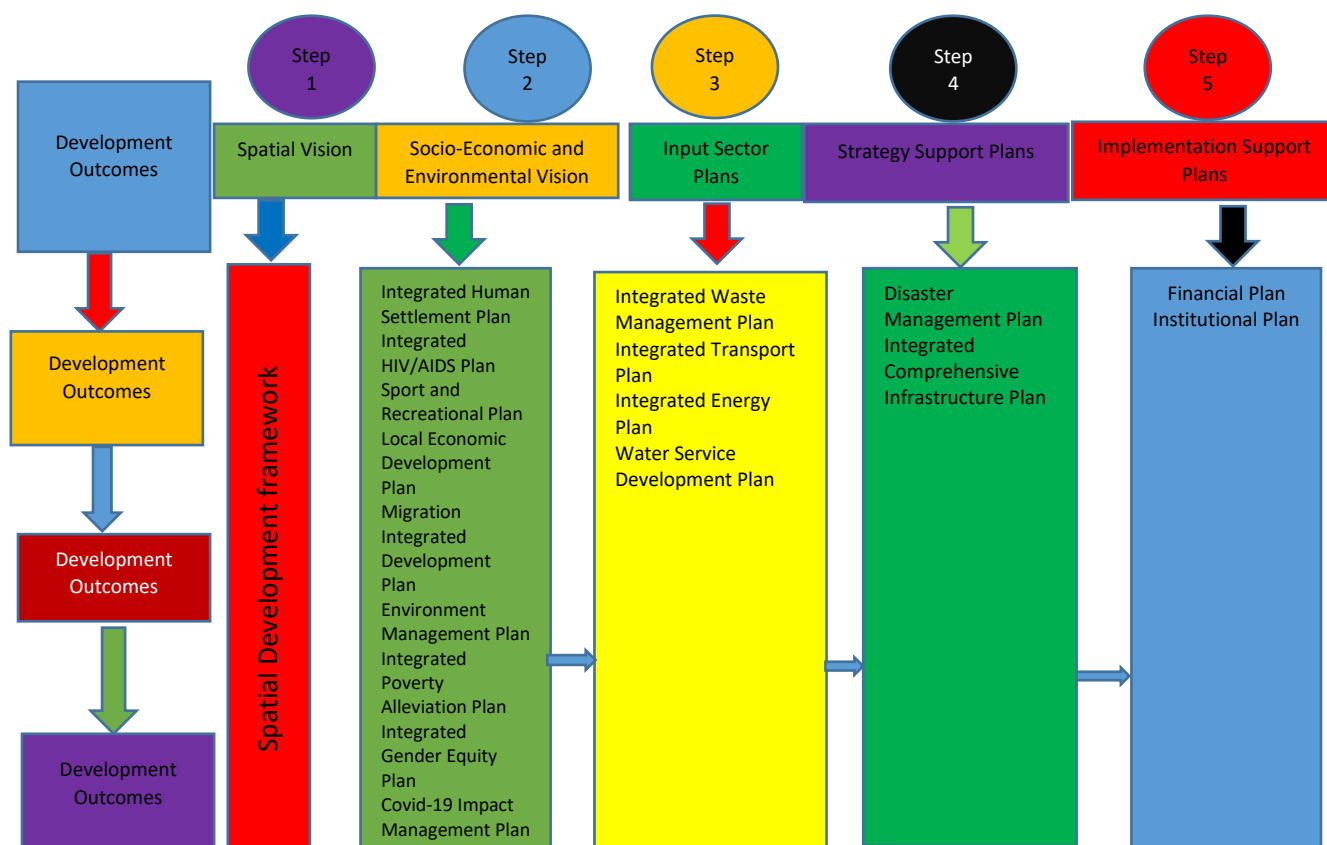 Step
1
Step
2
Step
3
Step
4
Step
5
Development
Outcomes
Spatial Vision
Socio-Economic and
Environmental Vision
Input Sector
Plans
Strategy Support Plans
Implementation Support
Plans
Development
Outcomes
Development
Outcomes
Development
Outcomes
Spatial Development framework
Integrated Human
Settlement Plan
Integrated
HIV/AIDS Plan
Sport and
Recreational Plan
Local Economic
Development
Plan
Migration
Integrated
Development
Plan
Environment
Management Plan
Integrated
Poverty
Alleviation Plan
Integrated
Gender Equity
Plan
Covid-19 Impact
Management Plan
Integrated Waste
Management Plan
Integrated Transport
Plan
Integrated Energy
Plan
Water Service
Development Plan
Disaster
Management Plan
Integrated
Comprehensive
Infrastructure Plan
Financial Plan
Institutional Plan